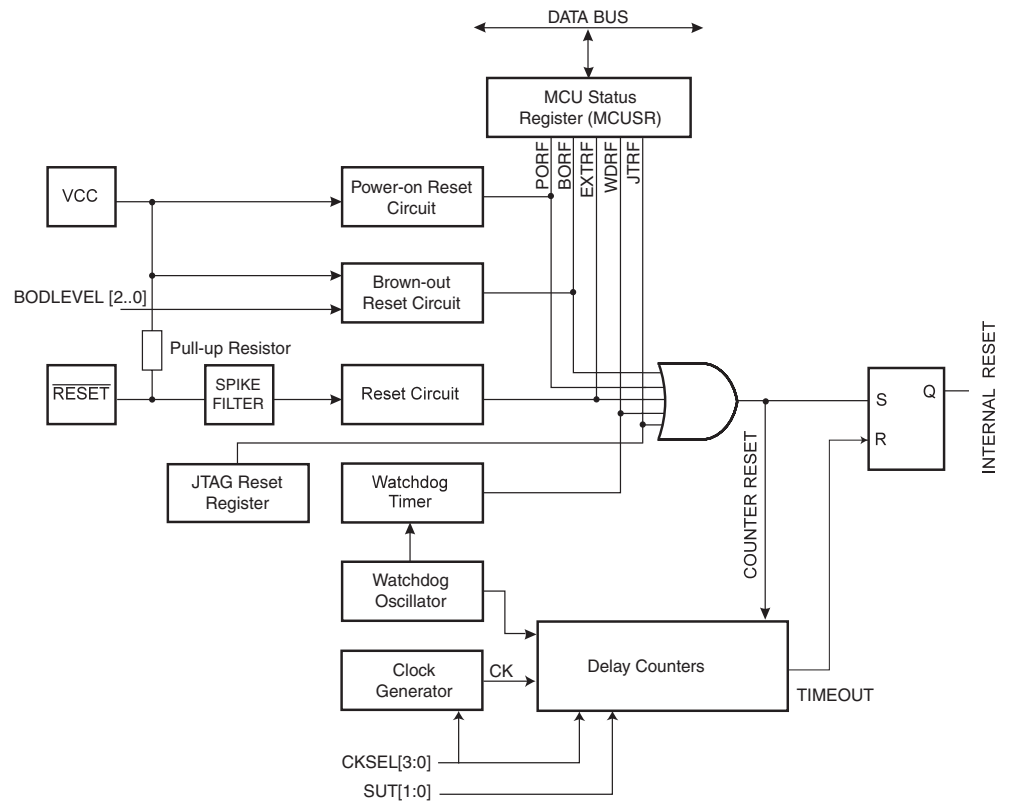 DATA BUS
MCU Status
Register (MCUSR)
PORF
BORF
EXTRF
WDRF
JTRF
VCC
Power-on Reset
Circuit
Brown-out
Reset Circuit
BODLEVEL [2..0]
Pull-up Resistor
RESET
SPIKE
FILTER
Reset Circuit
JTAG Reset
Register
Watchdog
Timer
Watchdog
Oscillator
Clock
Generator
CK
Delay Counters
CKSEL[3:0]
SUT[1:0]
COUNTER RESET
TIMEOUT
S
R
Q
INTERNAL RESET